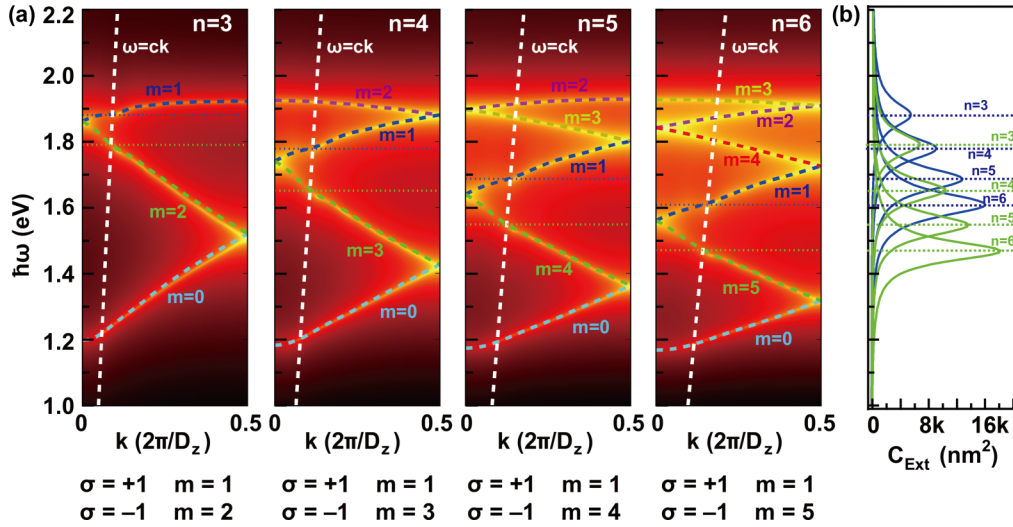 (a)
n=3
n=4
n=5
n=6
(b)
ħω (eV)
2.2
2.0
1.8
1.6
1.4
1.2
1.0
ω=ck
m=1
m=2
m=0
ω=ck
m=2
m=1
m=3
m=0
ω=ck
m=2
m=3
m=1
m=4
m=0
ω=ck
m=3
m=2
m=4
m=1
m=5
m=0
n=3
n=3
n=4
n=5
n=4
n=6
n=5
n=6
0 0.5
0 0.5
0 0.5
0 0.5
0 8k 16k
k (2π/D_z)
k (2π/D_z)
k (2π/D_z)
k (2π/D_z)
C_Ext (nm²)
σ = +1 m = 1
σ = −1 m = 2
σ = +1 m = 1
σ = −1 m = 3
σ = +1 m = 1
σ = −1 m = 4
σ = +1 m = 1
σ = −1 m = 5